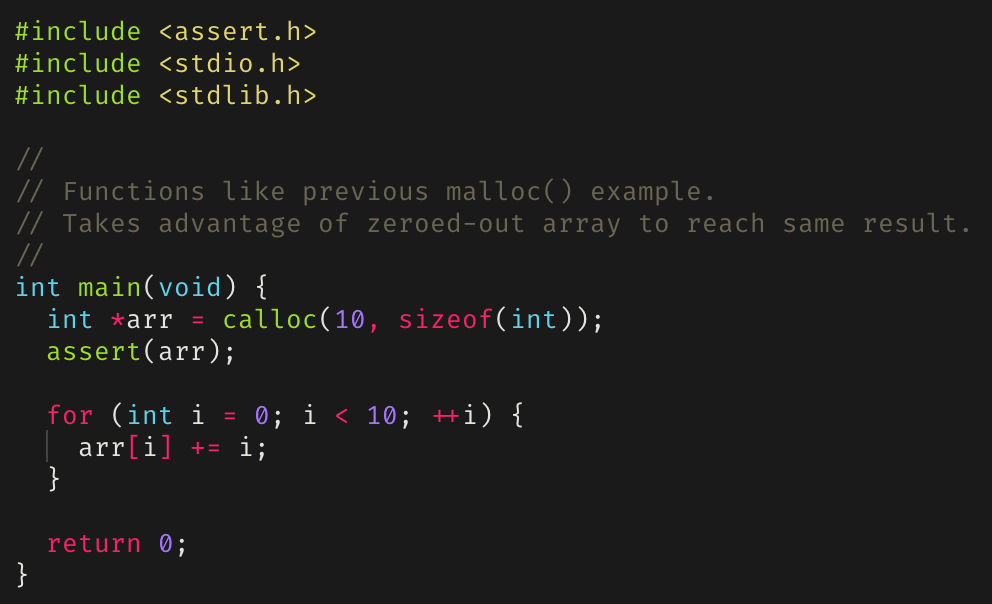 #include <assert.h>
#include <stdio.h>
#include <stdlib.h>

//
// Functions like previous malloc() example.
// Takes advantage of zeroed-out array to reach same result.
//
int main(void) {
  int *arr = calloc(10, sizeof(int));
  assert(arr);

  for (int i = 0; i < 10; ++i) {
    arr[i] += i;
  }

  return 0;
}